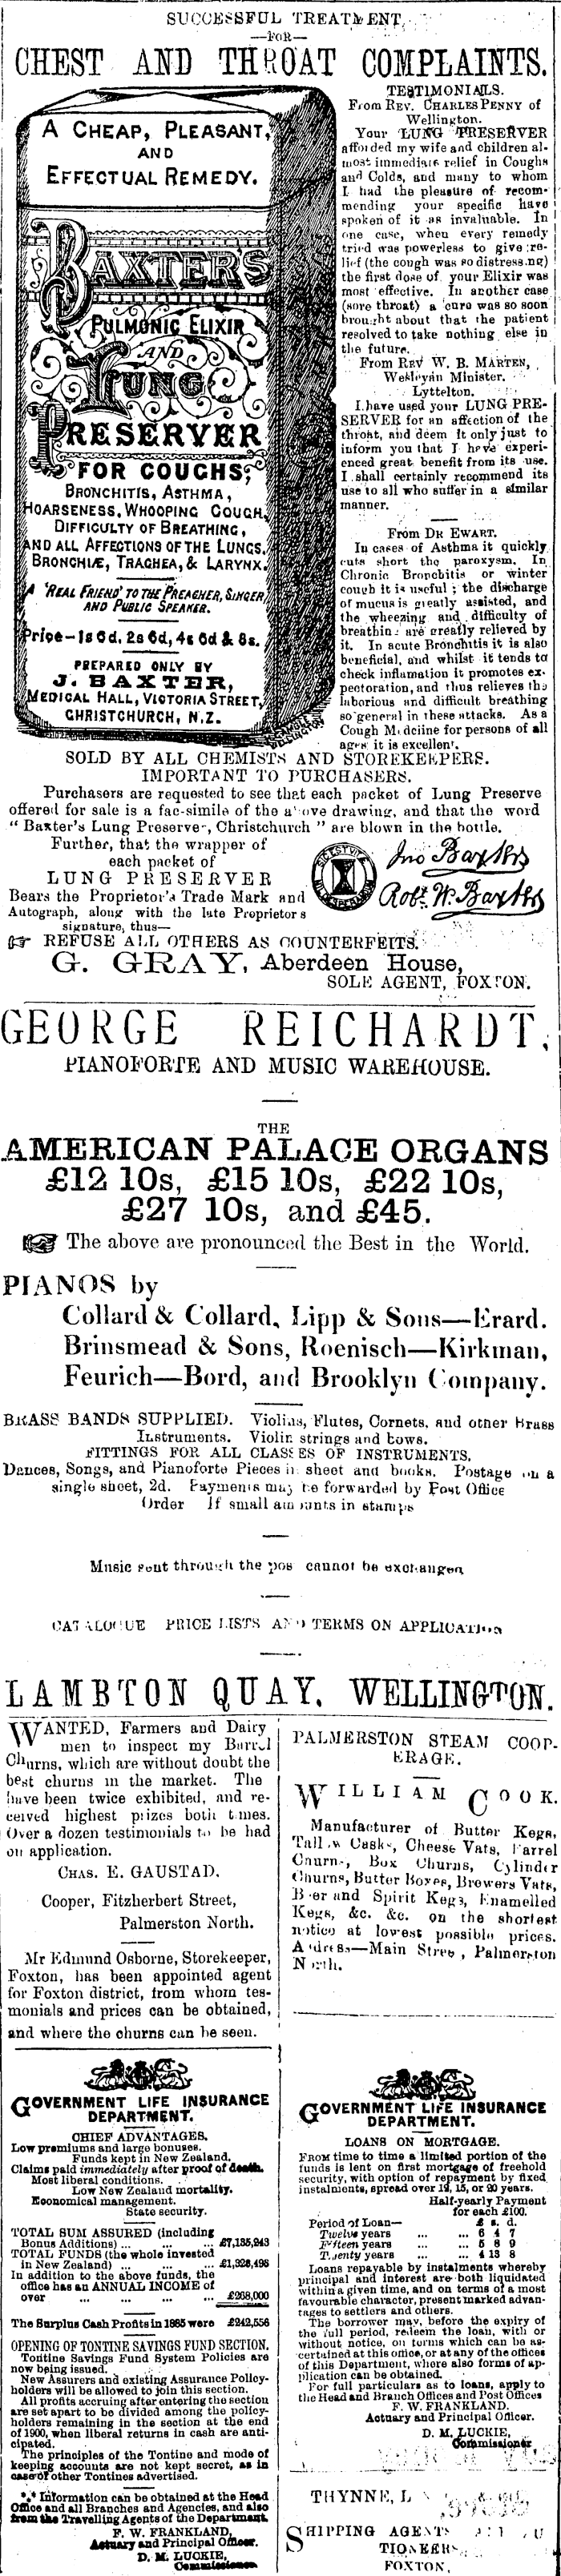 SUCCESSFUL TREATMENT,
—FOR—
CHEST AND THROAT COMPLAINTS.
A CHEAP, PLEASANT,
AND
EFFECTUAL REMEDY.
BAXTER'S
PULMONIC ELIXIR
AND
LUNG
PRESERVER
FOR COUGHS,
BRONCHITIS, ASTHMA,
HOARSENESS, WHOOPING COUGH,
DIFFICULTY OF BREATHING,
AND ALL AFFECTIONS OF THE LUNGS,
BRONCHIÆ, TRACHEA, & LARYNX.
A 'REAL FRIEND' TO THE PREACHER, SINGER,
AND PUBLIC SPEAKER.
Price—1s 6d, 2s 6d, 4s 6d & 8s.
PREPARED ONLY BY
J. BAXTER,
MEDICAL HALL, VICTORIA STREET,
CHRISTCHURCH, N.Z.
TESTIMONIALS.
From REV. CHARLES PENNY of
Wellington.
Your LUNG PRESERVER
afforded my wife and children al-
most immediate relief in Coughs
and Colds, and many to whom
I had the pleasure of recom-
mending your specific have
spoken of it as invaluable. In
one case, when every remedy
tried was powerless to give re-
lief (the cough was so distress.ng)
the first dose of your Elixir was
most effective. In another case
(sore throat) a cure was so soon
brought about that the patient
resolved to take nothing else in
the future.
From REV W. B. MARTEN,
Wesleyan Minister.
Lyttelton.
I have used your LUNG PRE-
SERVER for an affection of the
throat, and deem it only just to
inform you that I have experi-
enced great benefit from its use.
I shall certainly recommend its
use to all who suffer in a similar
manner.
From DR EWART.
In cases of Asthma it quickly
cuts short the paroxysm. In
Chronic Bronchitis or winter
cough it is useful; the discharge
of mucus is greatly assisted, and
the wheezing and difficulty of
breathing are greatly relieved by
it. In acute Bronchitis it is also
beneficial, and whilst it tends to
check inflamation it promotes ex-
pectoration, and thus relieves the
laborious and difficult breathing
so general in these attacks. As a
Cough Medciine for persons of all
ages it is excellent.
SOLD BY ALL CHEMISTS AND STOREKEEPERS.
IMPORTANT TO PURCHASERS.
Purchasers are requested to see that each packet of Lung Preserve
offered for sale is a fac-simile of the above drawing, and that the word
" Baxter's Lung Preserver, Christchurch " are blown in the bottle.
Further, that the wrapper of
each packet of
LUNG PRESERVER
Bears the Proprietor's Trade Mark and
Autograph, along with the late Proprietors
signature, thus—
Jno Baxter
Robt. W. Baxter
☞ REFUSE ALL OTHERS AS COUNTERFEITS.
G. GRAY, Aberdeen House,
SOLE AGENT, FOXTON.
GEORGE REICHARDT,
PIANOFORTE AND MUSIC WAREHOUSE.
THE
AMERICAN PALACE ORGANS
£12 10s, £15 10s, £22 10s,
£27 10s, and £45.
☞ The above are pronounced the Best in the World.
PIANOS by
Collard & Collard, Lipp & Sons—Erard.
Brinsmead & Sons, Roenisch—Kirkman,
Feurich—Bord, and Brooklyn Company.
BRASS BANDS SUPPLIED. Violins, Flutes, Cornets, and other Brass
Instruments. Violin strings and bows.
FITTINGS FOR ALL CLASSES OF INSTRUMENTS.
Dances, Songs, and Pianoforte Pieces in sheet and books. Postage on a
single sheet, 2d. Payments may be forwarded by Post Office
Order If small amounts in stamps
Music sent through the pos cannot be exchanged
CATALOGUE PRICE LISTS AND TERMS ON APPLICATION
LAMBTON QUAY, WELLINGTON.
WANTED, Farmers and Dairy
men to inspect my Barrel
Churns, which are without doubt the
best churns in the market. The
have been twice exhibited, and re-
ceived highest prizes both times.
Over a dozen testimonials to be had
on application.
CHAS. E. GAUSTAD,
Cooper, Fitzherbert Street,
Palmerston North.
Mr Edmund Osborne, Storekeeper,
Foxton, has been appointed agent
for Foxton district, from whom tes-
monials and prices can be obtained,
and where the churns can be seen.
PALMERSTON STEAM COOP-
ERAGE.
WILLIAM COOK.
Manufacturer of Butter Kegs,
Tallow Casks, Cheese Vats, Barrel
Churns, Box Churns, Cylinder
Churns, Butter Boxes, Brewers Vats,
Beer and Spirit Kegs, Enamelled
Kegs, &c. &c. on the shortest
notice at lowest possible prices.
Address—Main Street, Palmerston
North.
GOVERNMENT LIFE INSURANCE
DEPARTMENT.
CHIEF ADVANTAGES.
Low premiums and large bonuses.
Funds kept in New Zealand.
Claims paid immediately after proof of death.
Most liberal conditions.
Low New Zealand mortality.
Economical management.
State security.
TOTAL SUM ASSURED (including
Bonus Additions) ... ... ... £7,135,243
TOTAL FUNDS (the whole invested
in New Zealand) ... ... ... £1,328,498
In addition to the above funds, the
office has an ANNUAL INCOME of
over ... ... ... ... £268,000
The Surplus Cash Profits in 1885 were £242,556
OPENING OF TONTINE SAVINGS FUND SECTION.
Tontine Savings Fund System Policies are
now being issued.
New Assurers and existing Assurance Policy-
holders will be allowed to join this section.
All profits accruing after entering the section
are set apart to be divided among the policy-
holders remaining in the section at the end
of 1900, when liberal returns in cash are anti-
cipated.
The principles of the Tontine and mode of
keeping accounts are not kept secret, as in
case of other Tontines advertised.
*** Information can be obtained at the Head
Office and all Branches and Agencies, and also
from the Travelling Agents of the Department.
F. W. FRANKLAND,
Actuary and Principal Officer.
D. M. LUCKIE,
Commissioner
GOVERNMENT LIFE INSURANCE
DEPARTMENT.
LOANS ON MORTGAGE.
FROM time to time a limited portion of the
funds is lent on first mortgage of freehold
security, with option of repayment by fixed
instalments, spread over 12, 15, or 20 years.
Half-yearly Payment
for each £100.
Period of Loan— £ s. d.
Twelve years ... ... 6 4 7
Fifteen years ... ... 5 8 9
Twenty years ... ... 4 13 8
Loans repayable by instalments whereby
principal and interest are both liquidated
within a given time, and on terms of a most
favourable character, present marked advan-
tages to settlers and others.
The borrower may, before the expiry of
the full period, redeem the loan, with or
without notice, on terms which can be as-
certained at this office, or at any of the offices
of this Department, where also forms of ap-
plication can be obtained.
For full particulars as to loans, apply to
the Head and Branch Offices and Post Offices
F. W. FRANKLAND.
Actuary and Principal Officer.
D. M. LUCKIE,
Commissioner
THYNNE, L
SHIPPING AGENTS
TIONEERS,
FOXTON,